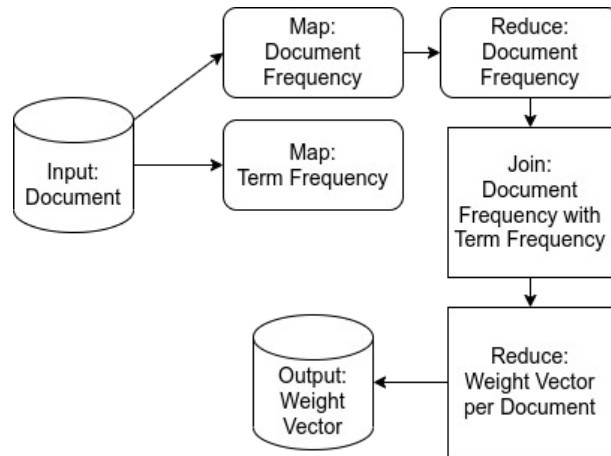 Map:
Document
Frequency
Reduce:
Document
Frequency
Input:
Document
Map:
Term Frequency
Join:
Document
Frequency with
Term Frequency
Output:
Weight
Vector
Reduce:
Weight Vector
per Document